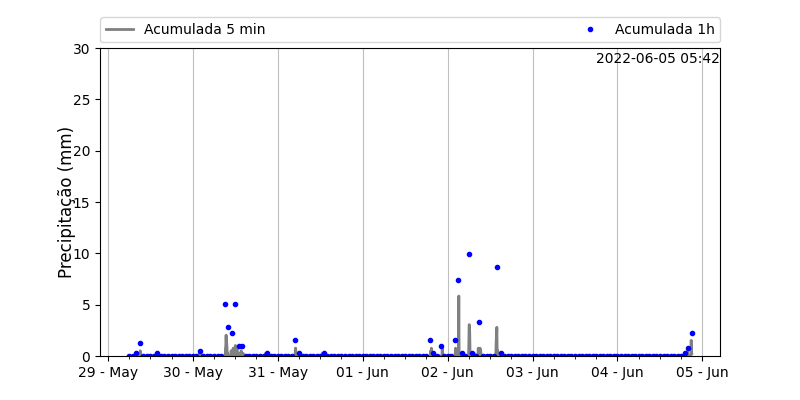 Acumulada 5 min
Acumulada 1h
2022-06-05 05:42
Precipitação (mm)
30
25
20
15
10
5
0
29 - May
30 - May
31 - May
01 - Jun
02 - Jun
03 - Jun
04 - Jun
05 - Jun